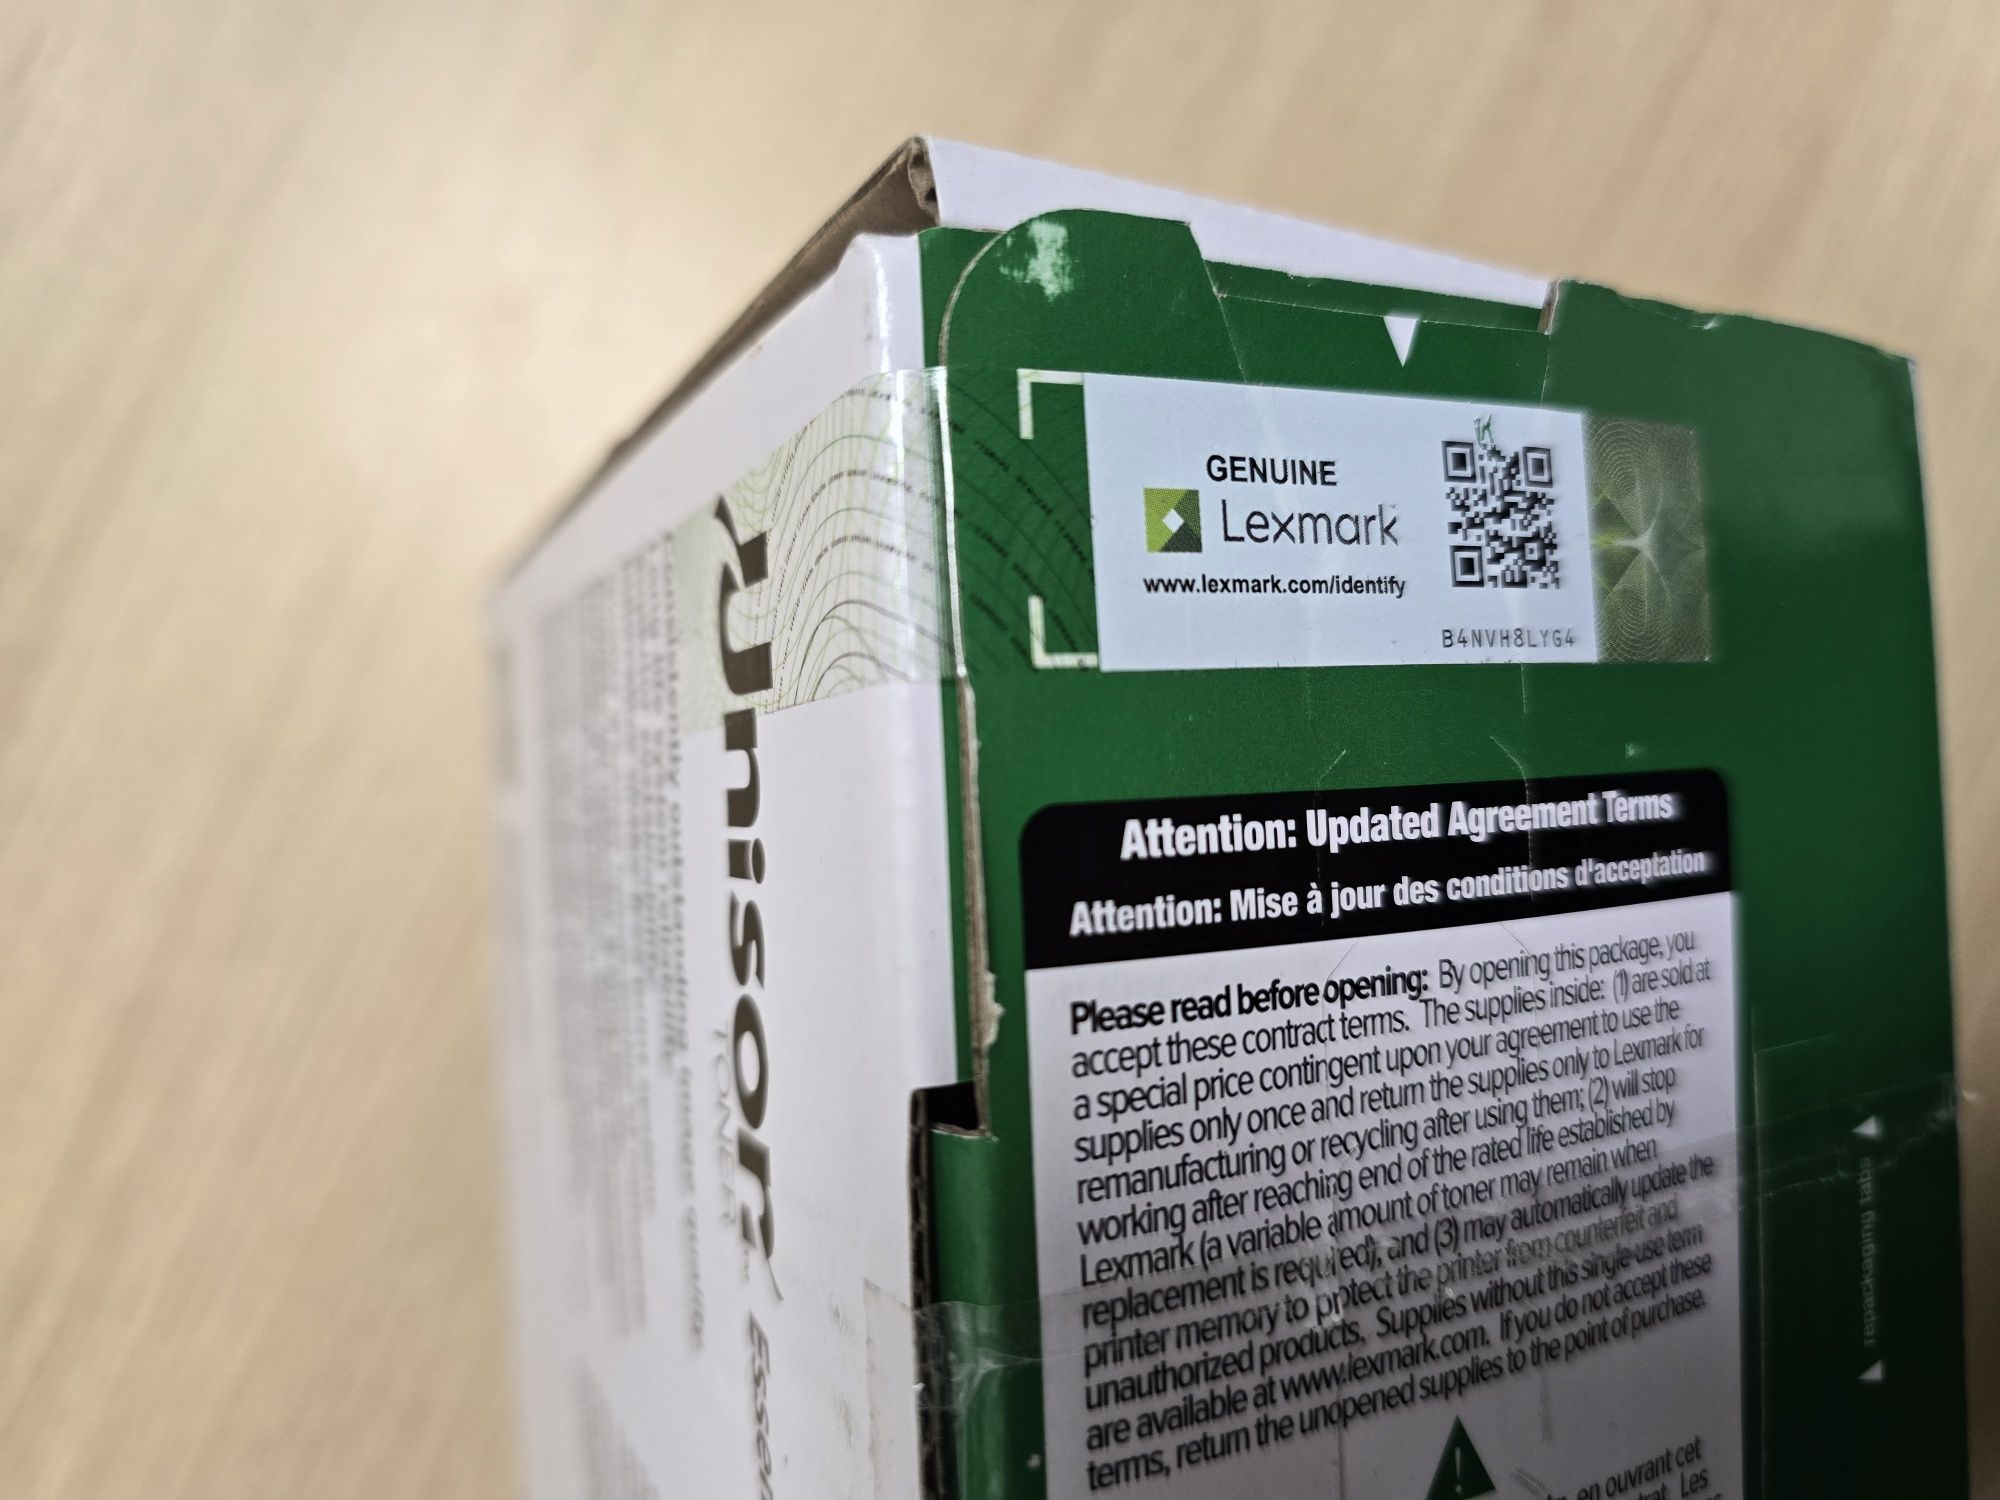 GENUINE
Lexmark
www.lexmark.com/identify
B4NVH8LYG4
Attention: Updated Agreement Terms
Attention: Mise à jour des conditions d'acceptation
Please read before opening: By opening this package, you
accept these contract terms. The supplies inside: (1) are sold at
a special price contingent upon your agreement to use the
supplies only once and return the supplies only to Lexmark for
remanufacturing or recycling after using them; (2) will stop
working after reaching end of the rated life established by
Lexmark (a variable amount of toner may remain when
replacement is required); and (3) may automatically update the
printer memory to protect the printer from counterfeit and
unauthorized products. Supplies without this single-use term
are available at www.lexmark.com. If you do not accept these
terms, return the unopened supplies to the point of purchase.
en ouvrant cet
Les
repackaging tabs
Unison™
TONER